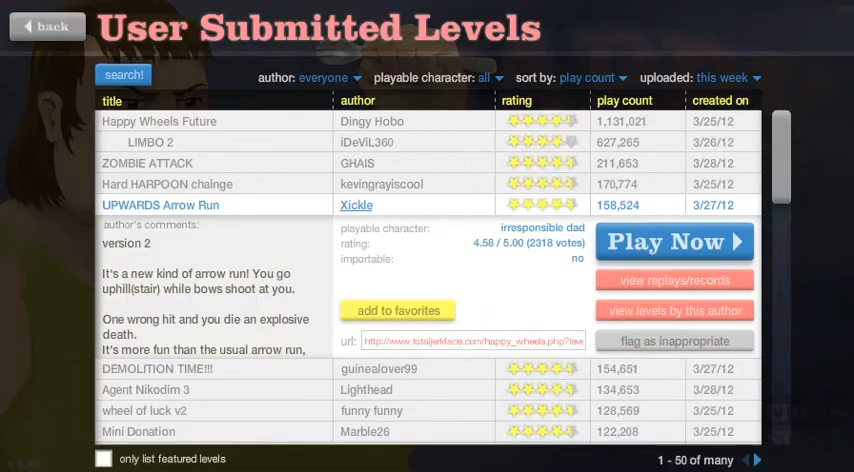 back
User Submitted Levels
search!
author: everyone playable character: all sort by: play count uploaded: this week
title author rating play count created on
Happy Wheels Future Dingy Hobo 1,131,021 3/25/12
LIMBO 2 iDeViL360 627,265 3/26/12
ZOMBIE ATTACK GHAIS 211,653 3/28/12
Hard HARPOON chalnge kevingrayiscool 170,774 3/25/12
UPWARDS Arrow Run Xickle 158,524 3/27/12
author's comments:
version 2
It's a new kind of arrow run! You go
uphill(stair) while bows shoot at you.
One wrong hit and you die an explosive
death.
It's more fun than the usual arrow run,
playable character: irresponsible dad
rating: 4.58 / 5.00 (2318 votes)
importable: no
add to favorites
url: http://www.totaljerkface.com/happy_wheels.php?leve
Play Now
view replays/records
view levels by this author
flag as inappropriate
DEMOLITION TIME!!! guinealover99 154,651 3/27/12
Agent Nikodim 3 Lighthead 134,653 3/28/12
wheel of luck v2 funny funny 128,569 3/25/12
Mini Donation Marble26 122,208 3/25/12
only list featured levels
1 - 50 of many